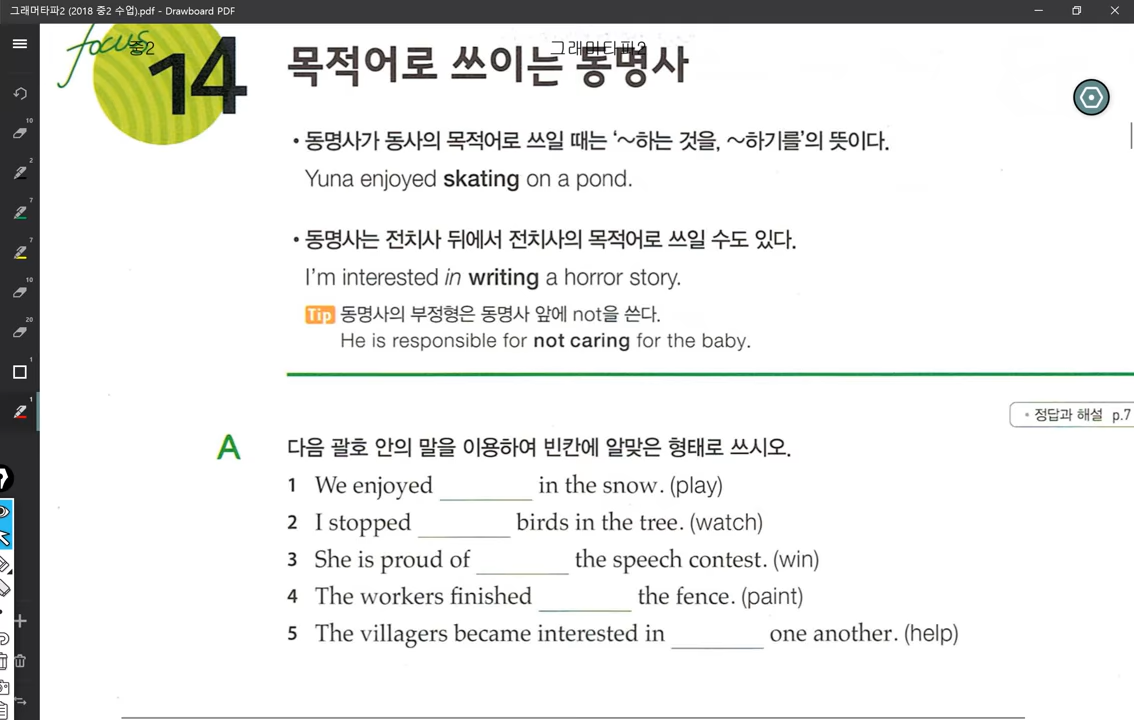 그래머타파2 (2018 중2 수업).pdf - Drawboard PDF
focus
중2
그래머타파2
14 목적어로 쓰이는 동명사
• 동명사가 동사의 목적어로 쓰일 때는 ‘~하는 것을, ~하기를’의 뜻이다.
Yuna enjoyed skating on a pond.
• 동명사는 전치사 뒤에서 전치사의 목적어로 쓰일 수도 있다.
I’m interested in writing a horror story.
Tip 동명사의 부정형은 동명사 앞에 not을 쓴다.
He is responsible for not caring for the baby.
• 정답과 해설 p.7
A 다음 괄호 안의 말을 이용하여 빈칸에 알맞은 형태로 쓰시오.
1 We enjoyed ________ in the snow. (play)
2 I stopped ________ birds in the tree. (watch)
3 She is proud of ________ the speech contest. (win)
4 The workers finished ________ the fence. (paint)
5 The villagers became interested in ________ one another. (help)
10
2
7
7
10
20
1
1